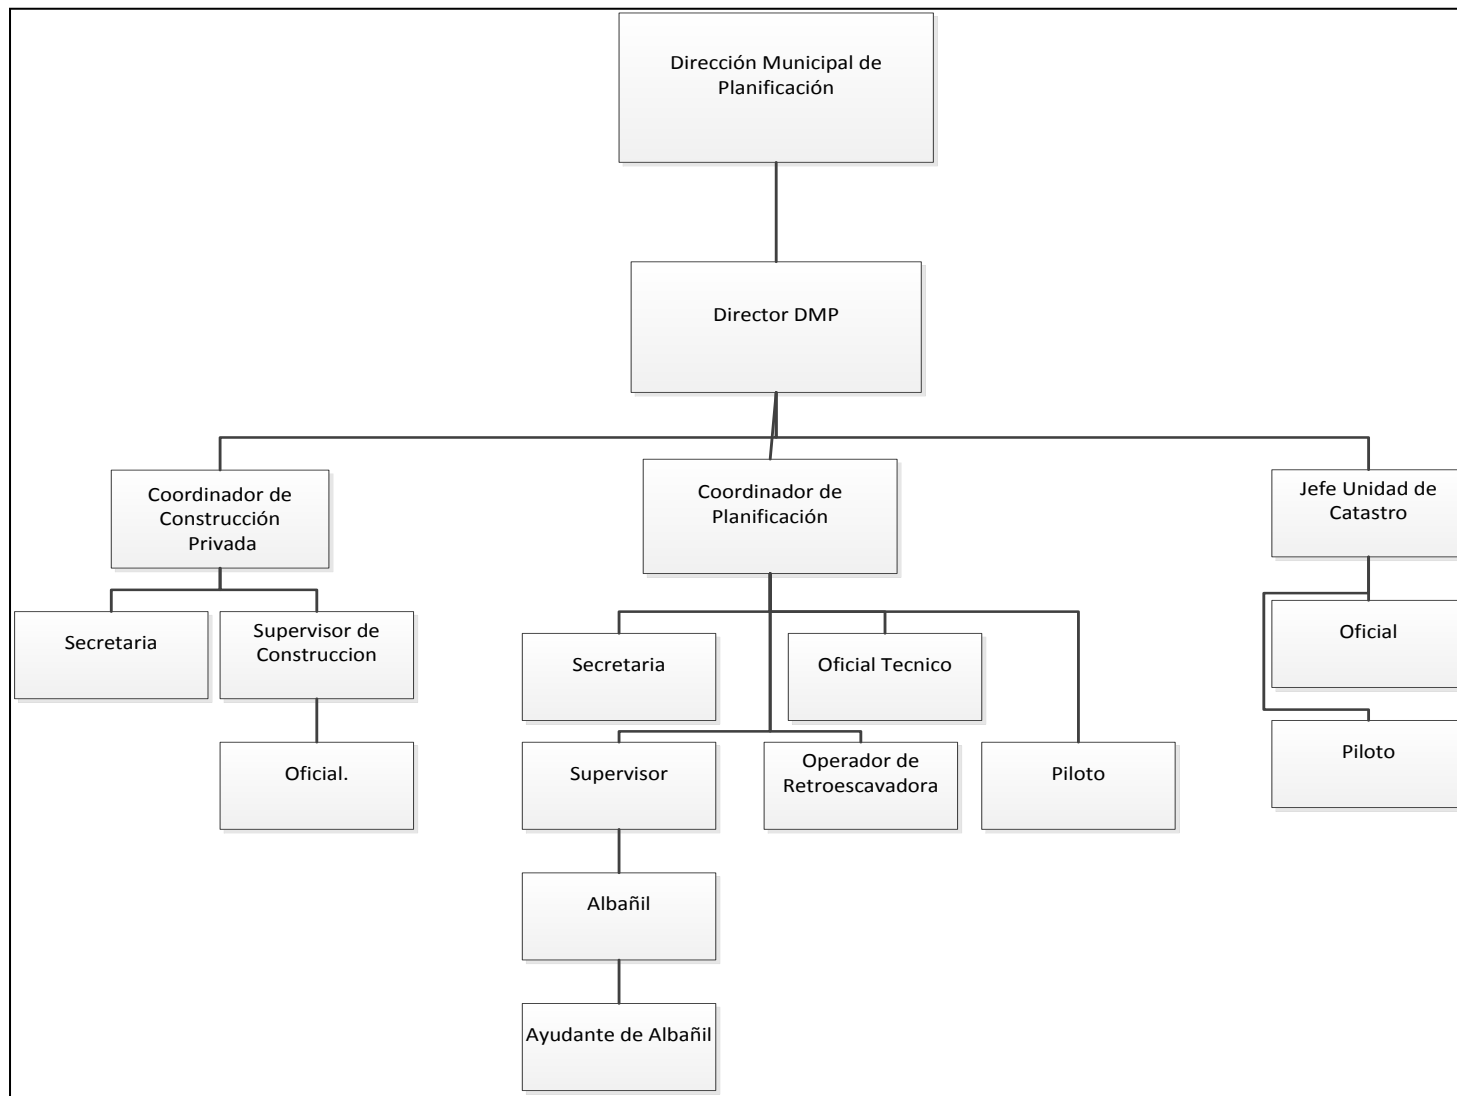 Dirección Municipal de
Planificación
Director DMP
Coordinador de
Construcción
Privada
Coordinador de
Planificación
Jefe Unidad de
Catastro
Secretaria
Supervisor de
Construccion
Secretaria
Oficial Tecnico
Oficial
Oficial.
Supervisor
Operador de
Retroescavadora
Piloto
Piloto
Albañil
Ayudante de Albañil